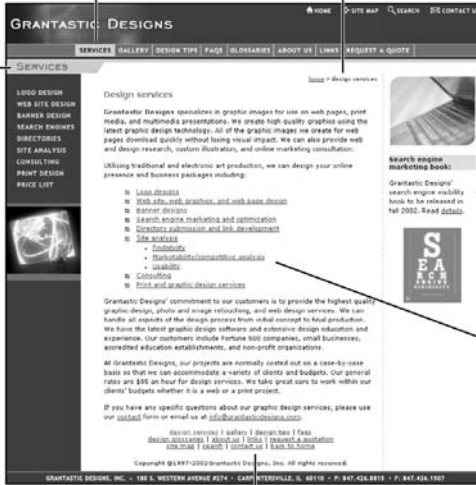 GRANTASTIC DESIGNS
HOME SITE MAP SEARCH CONTACT U
SERVICES GALLERY DESIGN TIPS FAQS GLOSSARIES ABOUT US LINKS REQUEST A QUOTE
SERVICES
home > design services
LOGO DESIGN
WEB SITE DESIGN
BANNER DESIGN
SEARCH ENGINES
DIRECTORIES
SITE ANALYSIS
CONSULTING
PRINT DESIGN
PRICE LIST
Design services
Grantastic Designs specializes in graphic images for use on web pages, print
media, and multimedia presentations. We create high quality graphics using the
latest graphic design technology. All of the graphic images we create for web
pages download quickly without losing visual impact. We can also provide web
and design research, custom illustration, and online marketing consultation.
Utilizing traditional and electronic art production, we can design your online
presence and business packages including:
Logo designs
Web site, web graphics, and web page design
Banner designs
Search engine marketing and optimization
Directory submission and link development
Site analysis
Findability
Marketability/competitive analysis
Usability
Consulting
Print and graphic design services
Grantastic Designs' commitment to our customers is to provide the highest quality
graphic design, photo and image retouching, and web design services. We can
handle all aspects of the design process from initial concept to final production.
We have the latest graphic design software and extensive design education and
experience. Our customers include Fortune 500 companies, small businesses,
accredited education establishments, and non-profit organizations.
At Grantastic Designs, our projects are normally costed out on a case-by-case
basis so that we can accommodate a variety of clients and budgets. Our general
rates are $85 an hour for design services. We take great care to work within our
clients' budgets whether it is a web or a print project.
If you have any specific questions about our graphic design services, please use
our contact form or email us at info@grantasticdesigns.com.
design services | gallery | design tips | faqs
design glossaries | about us | links | request a quotation
site map | search | contact us | back to home
Copyright ©1997-2002 Grantastic Designs, Inc. All rights reserved.
Search engine
marketing book:
Grantastic Designs'
search engine visibility
book to be released in
fall 2002. Read details.
S
E A
R C H
ENGINE
VISIBILITY
GRANTASTIC DESIGNS, INC. • 180 S. WESTERN AVENUE #274 • CARPENTERSVILLE, IL 60110 • P: 847.426.8815 • F: 847.426.1507